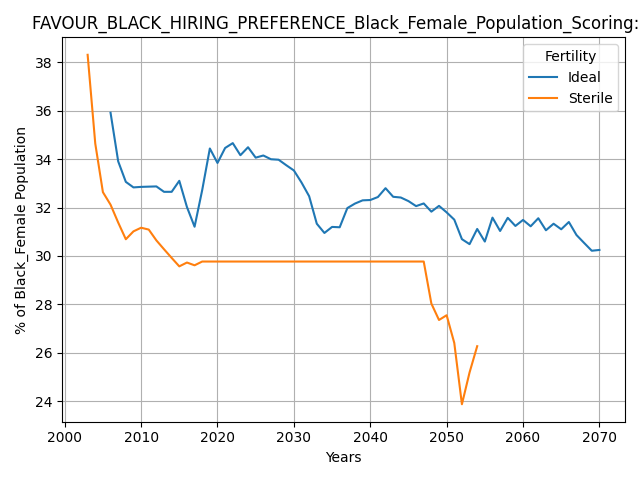 FAVOUR_BLACK_HIRING_PREFERENCE_Black_Female_Population_Scoring:
Fertility
Ideal
Sterile
% of Black_Female Population
38
36
34
32
30
28
26
24
2000 2010 2020 2030 2040 2050 2060 2070
Years